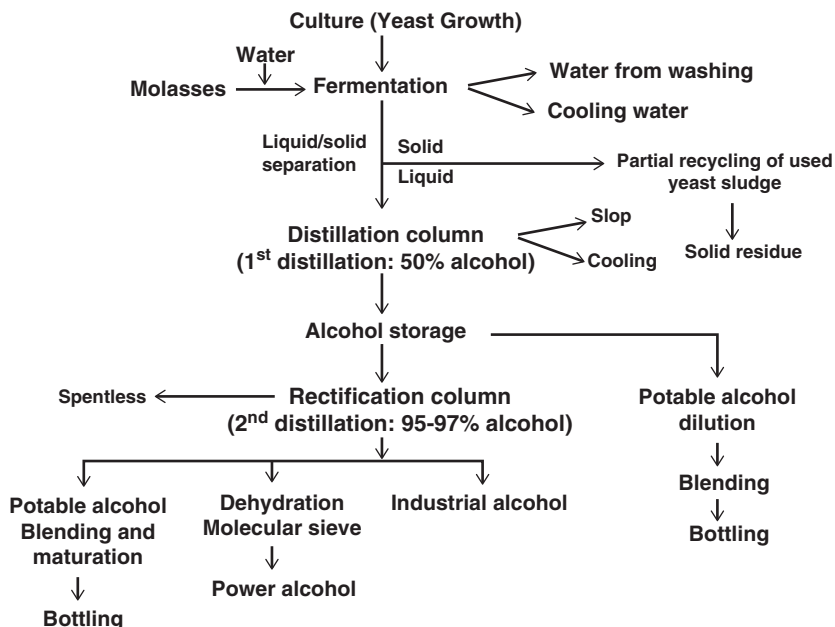 Culture (Yeast Growth)
Water
Molasses
Fermentation
Water from washing
Cooling water
Liquid/solid
separation
Solid
Liquid
Partial recycling of used
yeast sludge
Solid residue
Distillation column
(1st distillation: 50% alcohol)
Slop
Cooling
Alcohol storage
Spentless
Rectification column
(2nd distillation: 95-97% alcohol)
Potable alcohol
dilution
Blending
Bottling
Potable alcohol
Blending and
maturation
Bottling
Dehydration
Molecular sieve
Power alcohol
Industrial alcohol